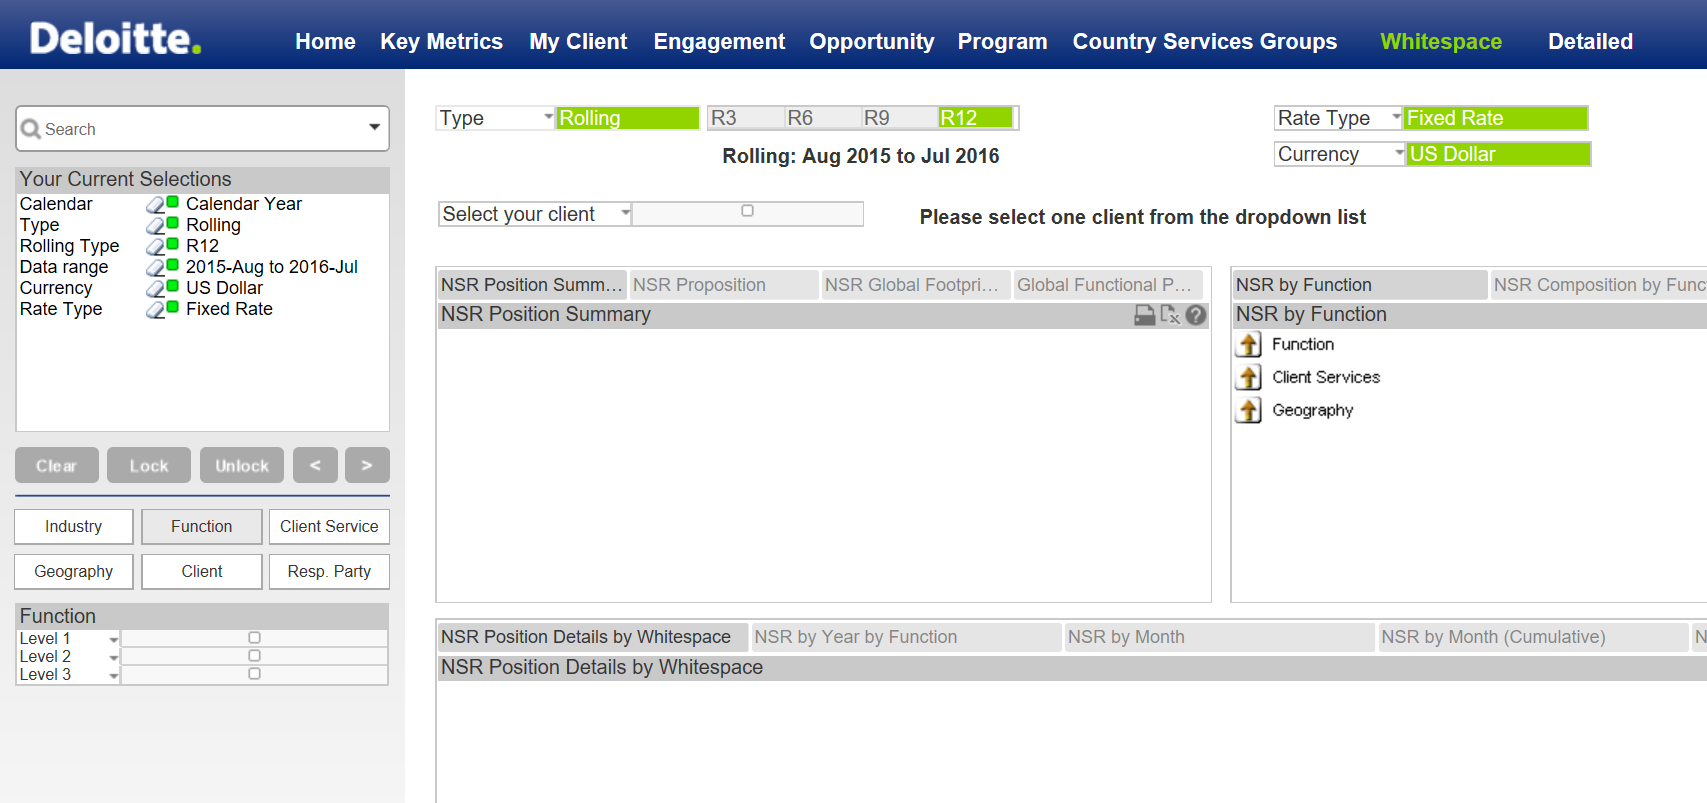 Deloitte.
Home Key Metrics My Client Engagement Opportunity Program Country Services Groups Whitespace Detailed
Search
Your Current Selections
Calendar Calendar Year
Type Rolling
Rolling Type R12
Data range 2015-Aug to 2016-Jul
Currency US Dollar
Rate Type Fixed Rate
Clear Lock Unlock < >
Industry Function Client Service
Geography Client Resp. Party
Function
Level 1
Level 2
Level 3
Type Rolling R3 R6 R9 R12
Rolling: Aug 2015 to Jul 2016
Rate Type Fixed Rate
Currency US Dollar
Select your client
Please select one client from the dropdown list
NSR Position Summ... NSR Proposition NSR Global Footpri... Global Functional P...
NSR Position Summary
NSR by Function NSR Composition by Func
NSR by Function
Function
Client Services
Geography
NSR Position Details by Whitespace NSR by Year by Function NSR by Month NSR by Month (Cumulative) N
NSR Position Details by Whitespace